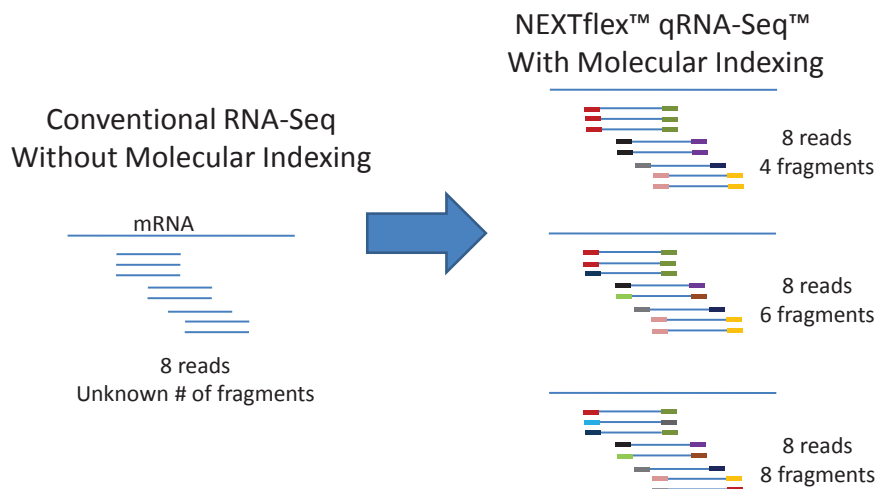 NEXTflex™ qRNA-Seq™
With Molecular Indexing
Conventional RNA-Seq
Without Molecular Indexing
mRNA
8 reads
Unknown # of fragments
8 reads
4 fragments
8 reads
6 fragments
8 reads
8 fragments